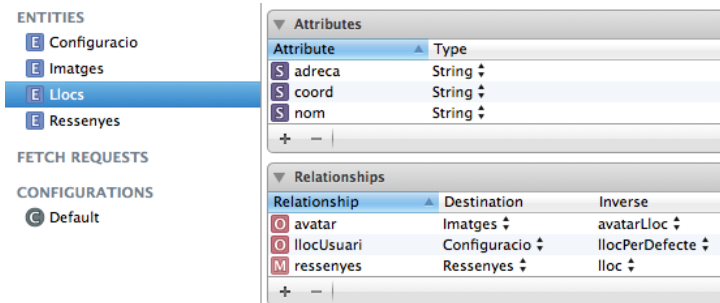 ENTITIES
E Configuracio
E Imatges
E Llocs
E Ressenyes
FETCH REQUESTS
CONFIGURATIONS
C Default
Attributes
Attribute Type
S adreca String
S coord String
S nom String
+ −
Relationships
Relationship Destination Inverse
O avatar Imatges avatarLloc
O llocUsuari Configuracio llocPerDefecte
M ressenyes Ressenyes lloc
+ −